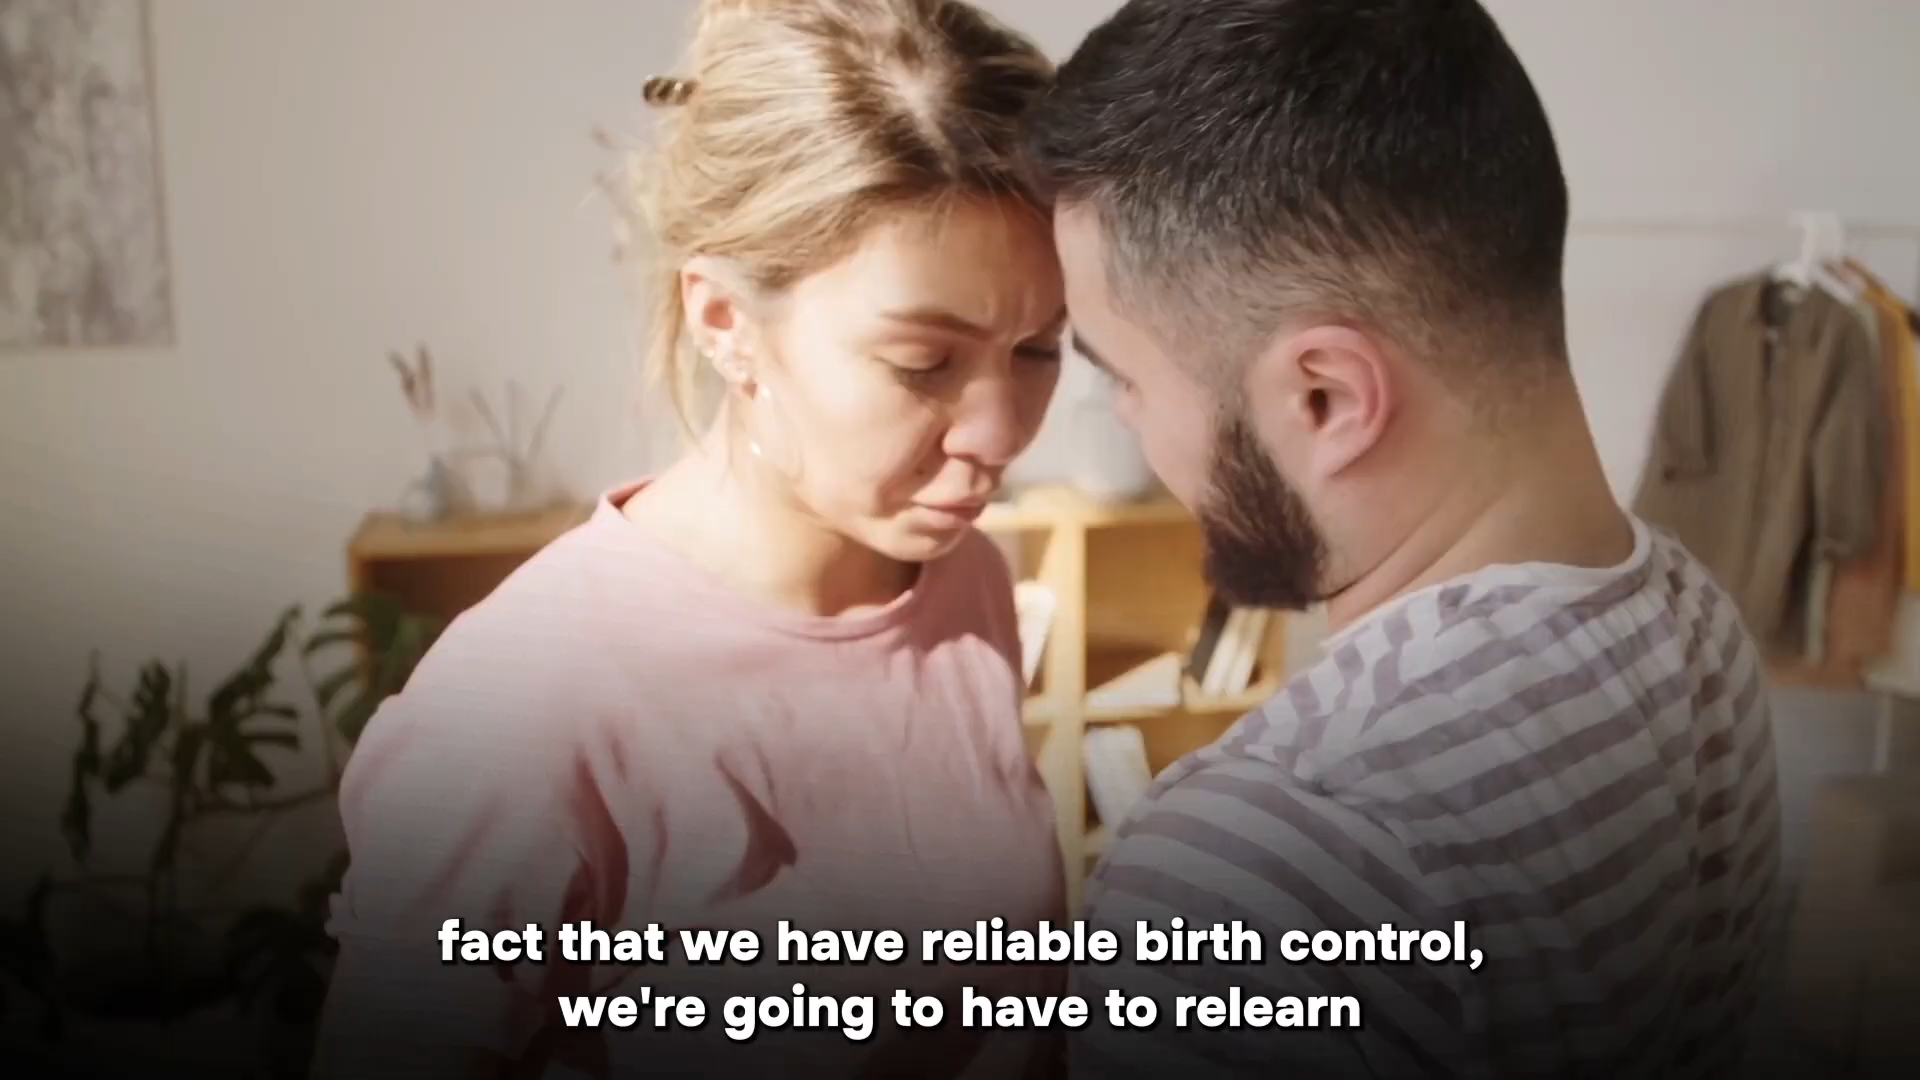 fact that we have reliable birth control,
we're going to have to relearn